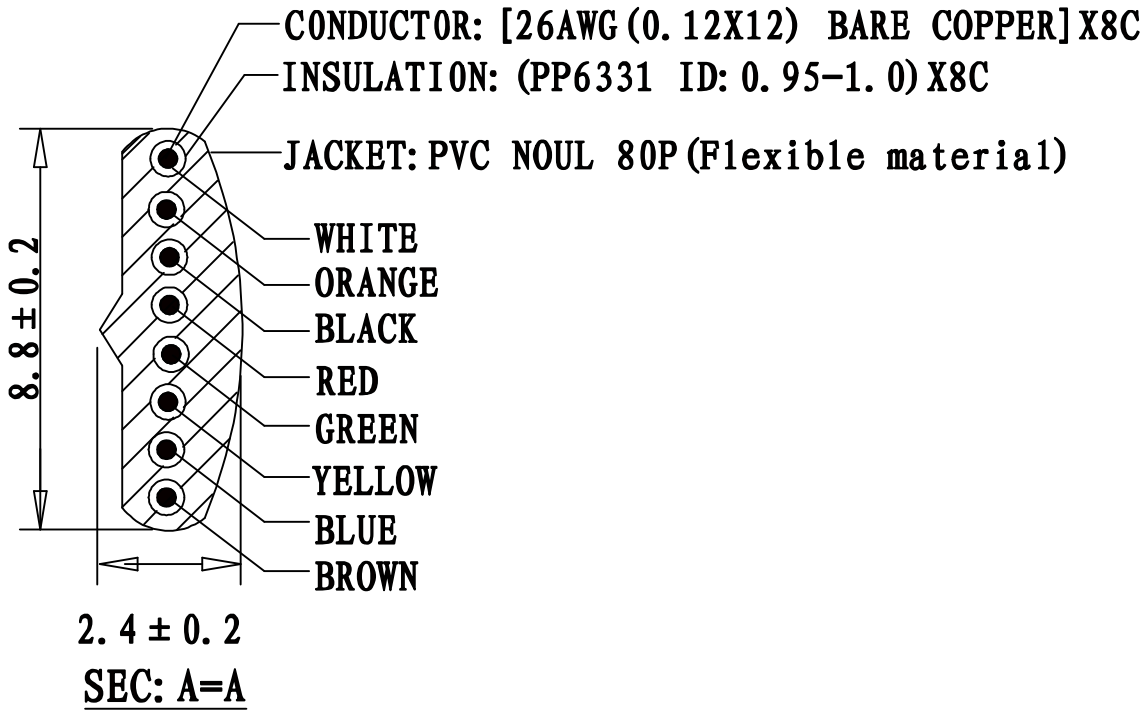 CONDUCTOR: [26AWG(0.12X12) BARE COPPER]X8C
INSULATION: (PP6331 ID:0.95-1.0)X8C
JACKET: PVC NOUL 80P(Flexible material)
WHITE
ORANGE
BLACK
RED
GREEN
YELLOW
BLUE
BROWN
8.8±0.2
2.4±0.2
SEC: A=A